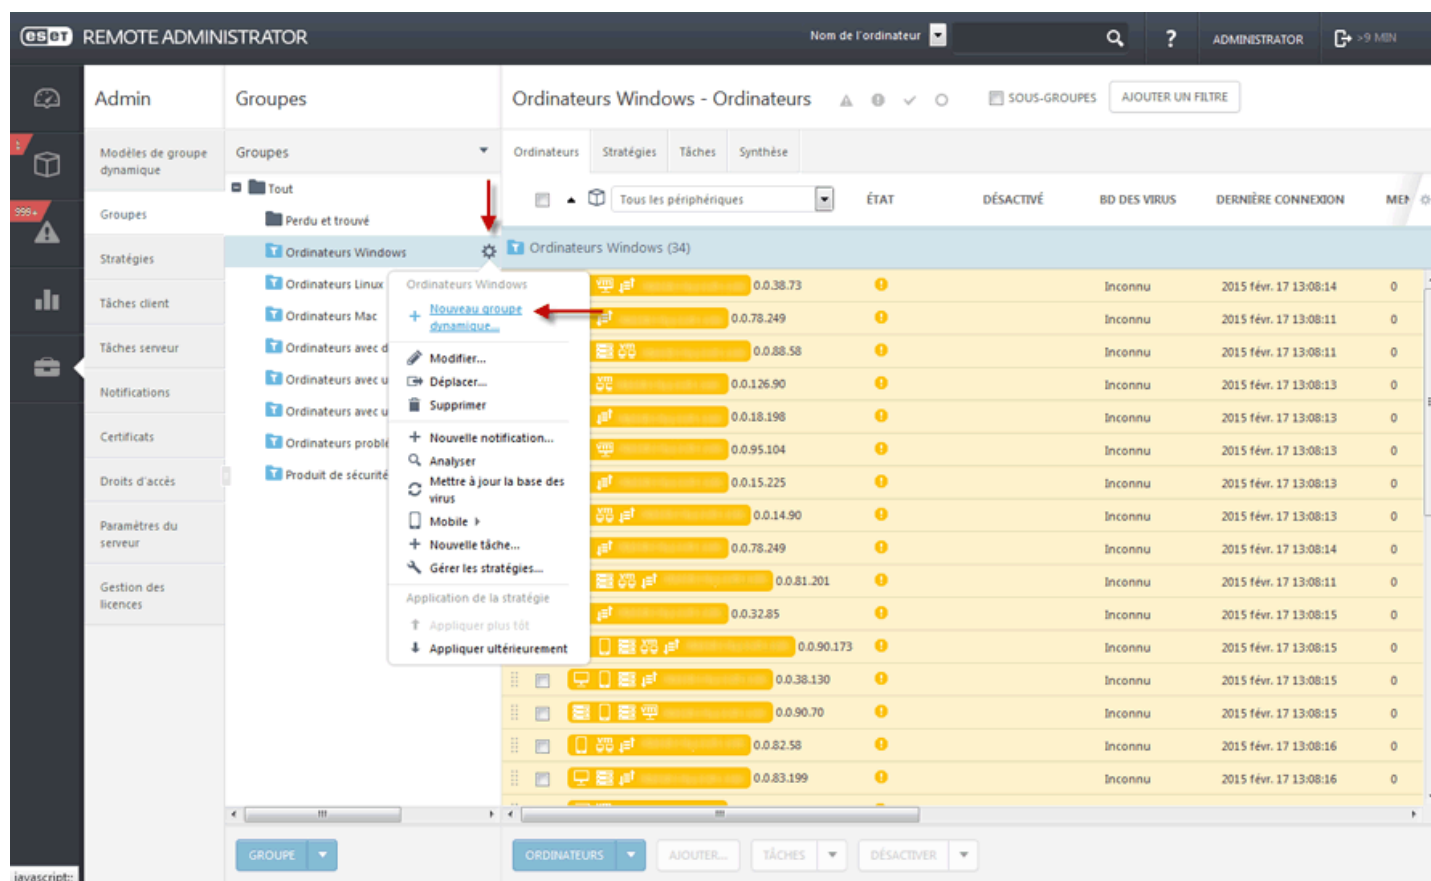 eset REMOTE ADMINISTRATOR
Nom de l'ordinateur
?
ADMINISTRATOR
>9 MIN
Admin
Groupes
Ordinateurs Windows - Ordinateurs
SOUS-GROUPES
AJOUTER UN FILTRE
Modèles de groupe
dynamique
Groupes
Stratégies
Tâches client
Tâches serveur
Notifications
Certificats
Droits d'accès
Paramètres du
serveur
Gestion des
licences
999+
Groupes
Tout
Perdu et trouvé
Ordinateurs Windows
Ordinateurs Linux
Ordinateurs Mac
Ordinateurs avec d
Ordinateurs avec u
Ordinateurs avec u
Ordinateurs problé
Produit de sécurité
Ordinateurs Windows
Nouveau groupe
dynamique...
Modifier...
Déplacer...
Supprimer
Nouvelle notification...
Analyser
Mettre à jour la base des
virus
Mobile
Nouvelle tâche...
Gérer les stratégies...
Application de la stratégie
Appliquer plus tôt
Appliquer ultérieurement
Ordinateurs Stratégies Tâches Synthèse
Tous les périphériques ÉTAT DÉSACTIVÉ BD DES VIRUS DERNIÈRE CONNEXION MEN
Ordinateurs Windows (34)
0.0.38.73 Inconnu 2015 févr. 17 13:08:14 0
0.0.78.249 Inconnu 2015 févr. 17 13:08:11 0
0.0.88.58 Inconnu 2015 févr. 17 13:08:11 0
0.0.126.90 Inconnu 2015 févr. 17 13:08:13 0
0.0.18.198 Inconnu 2015 févr. 17 13:08:13 0
0.0.95.104 Inconnu 2015 févr. 17 13:08:13 0
0.0.15.225 Inconnu 2015 févr. 17 13:08:13 0
0.0.14.90 Inconnu 2015 févr. 17 13:08:13 0
0.0.78.249 Inconnu 2015 févr. 17 13:08:14 0
0.0.81.201 Inconnu 2015 févr. 17 13:08:11 0
0.0.32.85 Inconnu 2015 févr. 17 13:08:15 0
0.0.90.173 Inconnu 2015 févr. 17 13:08:15 0
0.0.38.130 Inconnu 2015 févr. 17 13:08:15 0
0.0.90.70 Inconnu 2015 févr. 17 13:08:15 0
0.0.82.58 Inconnu 2015 févr. 17 13:08:16 0
0.0.83.199 Inconnu 2015 févr. 17 13:08:16 0
GROUPE
ORDINATEURS
AJOUTER...
TÂCHES
DÉSACTIVER
javascript:;